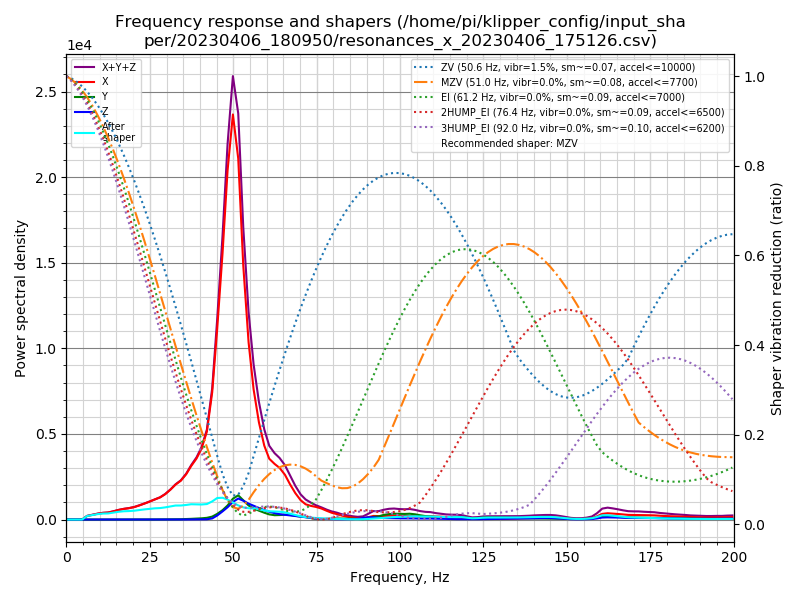 Frequency response and shapers (/home/pi/klipper_config/input_sha
per/20230406_180950/resonances_x_20230406_175126.csv)
1e4
X+Y+Z
X
Y
Z
After
shaper
ZV (50.6 Hz, vibr=1.5%, sm~=0.07, accel<=10000)
MZV (51.0 Hz, vibr=0.0%, sm~=0.08, accel<=7700)
EI (61.2 Hz, vibr=0.0%, sm~=0.09, accel<=7000)
2HUMP_EI (76.4 Hz, vibr=0.0%, sm~=0.09, accel<=6500)
3HUMP_EI (92.0 Hz, vibr=0.0%, sm~=0.10, accel<=6200)
Recommended shaper: MZV
Power spectral density
2.5
2.0
1.5
1.0
0.5
0.0
1.0
0.8
0.6
0.4
0.2
0.0
Shaper vibration reduction (ratio)
0 25 50 75 100 125 150 175 200
Frequency, Hz